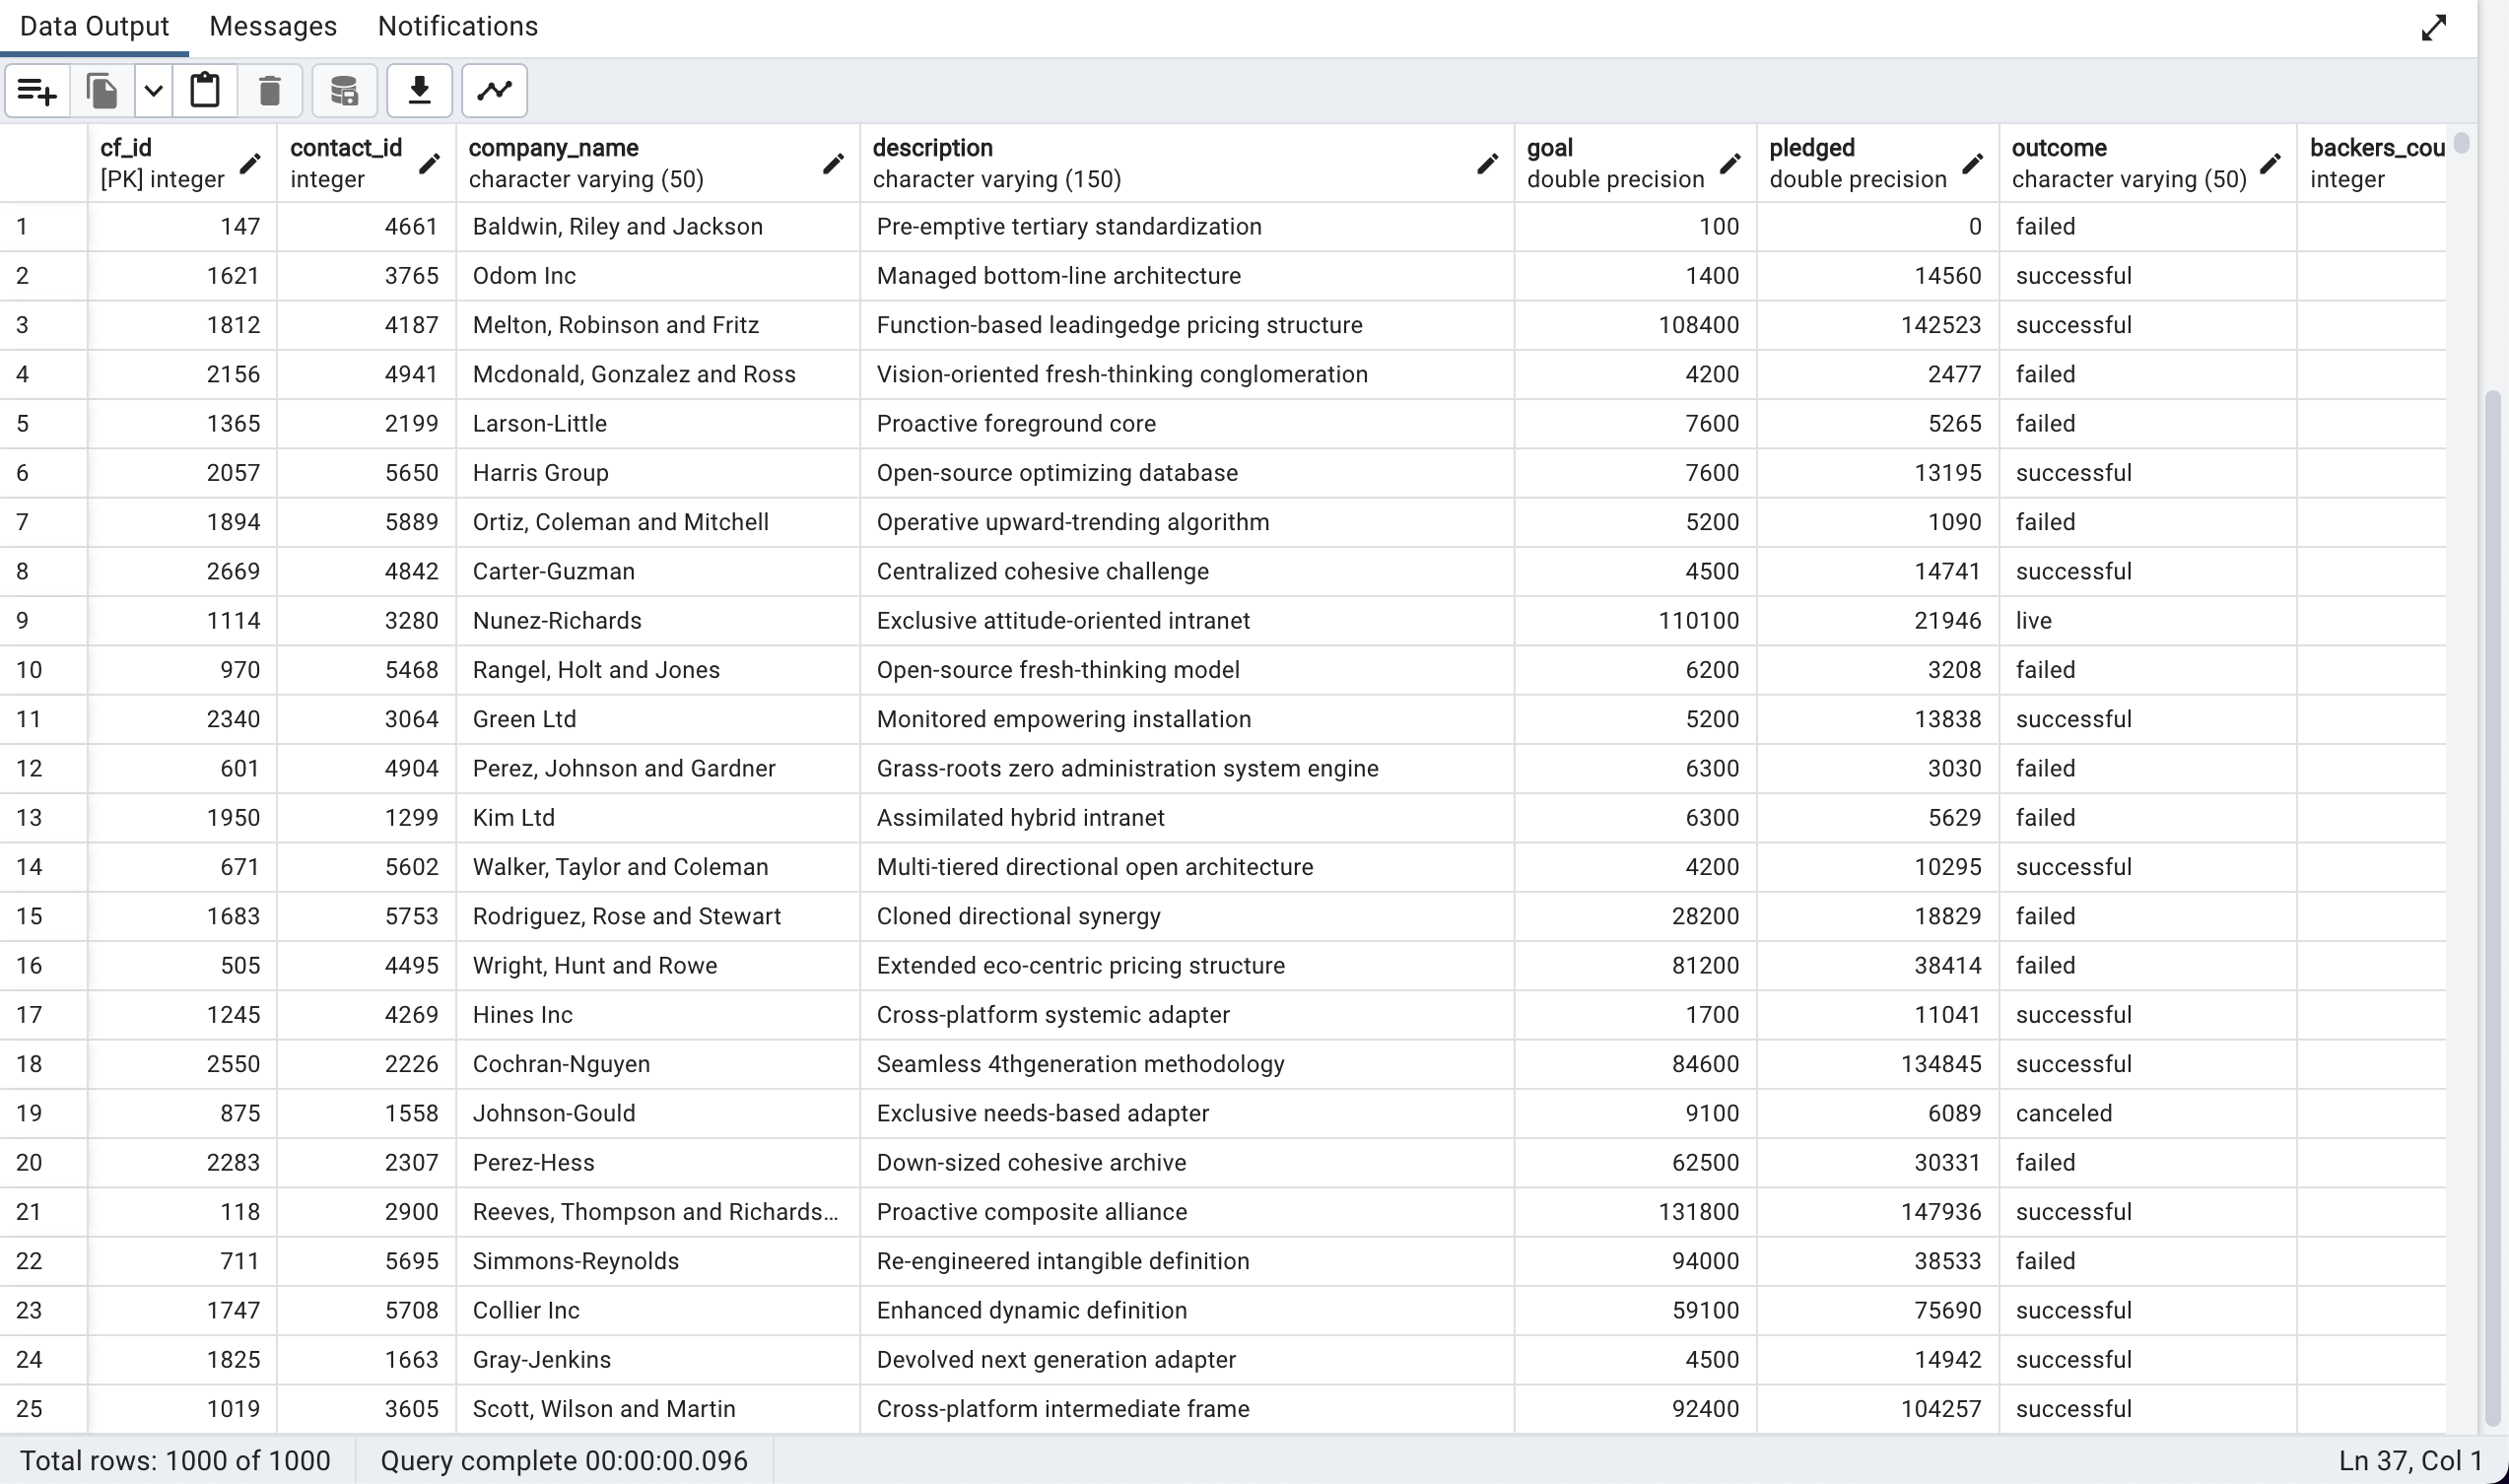 Data Output Messages Notifications
cf_id contact_id company_name description goal pledged outcome backers_cou
[PK] integer integer character varying (50) character varying (150) double precision double precision character varying (50) integer
1 147 4661 Baldwin, Riley and Jackson Pre-emptive tertiary standardization 100 0 failed
2 1621 3765 Odom Inc Managed bottom-line architecture 1400 14560 successful
3 1812 4187 Melton, Robinson and Fritz Function-based leadingedge pricing structure 108400 142523 successful
4 2156 4941 Mcdonald, Gonzalez and Ross Vision-oriented fresh-thinking conglomeration 4200 2477 failed
5 1365 2199 Larson-Little Proactive foreground core 7600 5265 failed
6 2057 5650 Harris Group Open-source optimizing database 7600 13195 successful
7 1894 5889 Ortiz, Coleman and Mitchell Operative upward-trending algorithm 5200 1090 failed
8 2669 4842 Carter-Guzman Centralized cohesive challenge 4500 14741 successful
9 1114 3280 Nunez-Richards Exclusive attitude-oriented intranet 110100 21946 live
10 970 5468 Rangel, Holt and Jones Open-source fresh-thinking model 6200 3208 failed
11 2340 3064 Green Ltd Monitored empowering installation 5200 13838 successful
12 601 4904 Perez, Johnson and Gardner Grass-roots zero administration system engine 6300 3030 failed
13 1950 1299 Kim Ltd Assimilated hybrid intranet 6300 5629 failed
14 671 5602 Walker, Taylor and Coleman Multi-tiered directional open architecture 4200 10295 successful
15 1683 5753 Rodriguez, Rose and Stewart Cloned directional synergy 28200 18829 failed
16 505 4495 Wright, Hunt and Rowe Extended eco-centric pricing structure 81200 38414 failed
17 1245 4269 Hines Inc Cross-platform systemic adapter 1700 11041 successful
18 2550 2226 Cochran-Nguyen Seamless 4thgeneration methodology 84600 134845 successful
19 875 1558 Johnson-Gould Exclusive needs-based adapter 9100 6089 canceled
20 2283 2307 Perez-Hess Down-sized cohesive archive 62500 30331 failed
21 118 2900 Reeves, Thompson and Richards... Proactive composite alliance 131800 147936 successful
22 711 5695 Simmons-Reynolds Re-engineered intangible definition 94000 38533 failed
23 1747 5708 Collier Inc Enhanced dynamic definition 59100 75690 successful
24 1825 1663 Gray-Jenkins Devolved next generation adapter 4500 14942 successful
25 1019 3605 Scott, Wilson and Martin Cross-platform intermediate frame 92400 104257 successful
Total rows: 1000 of 1000 Query complete 00:00:00.096 Ln 37, Col 1